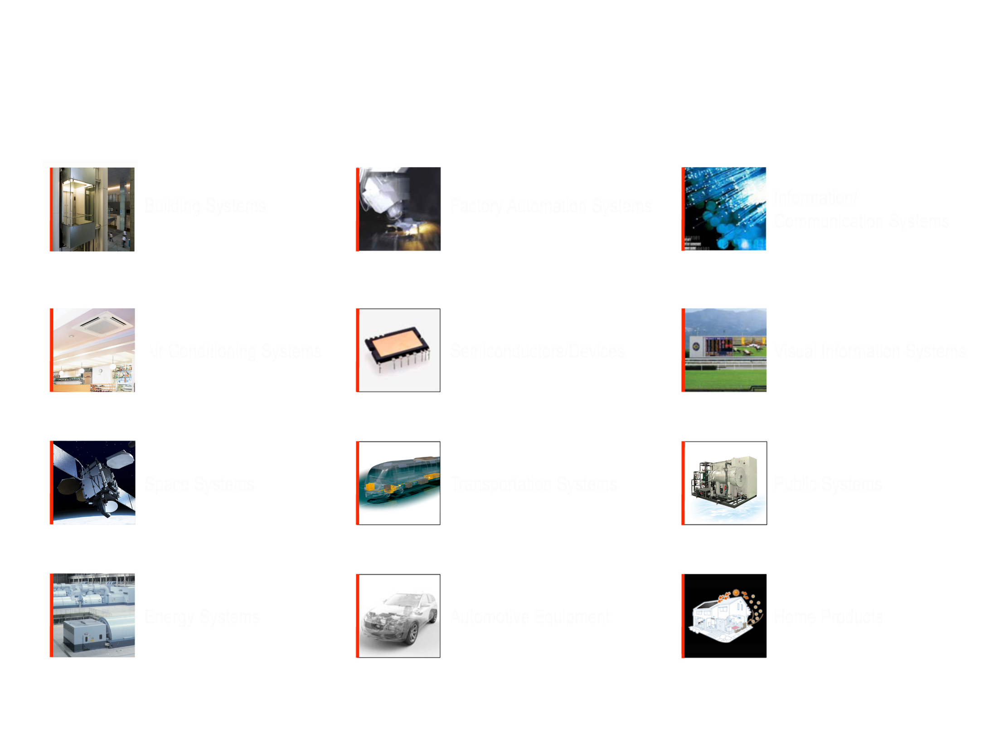 Building Systems
Factory Automation Systems
Information/
Communication Systems
Air Conditioning Systems
Semiconductors/Devices
Visual Information Systems
Space Systems
Transportation Systems
Public Systems
Energy Systems
Automotive Equipment
Home Products